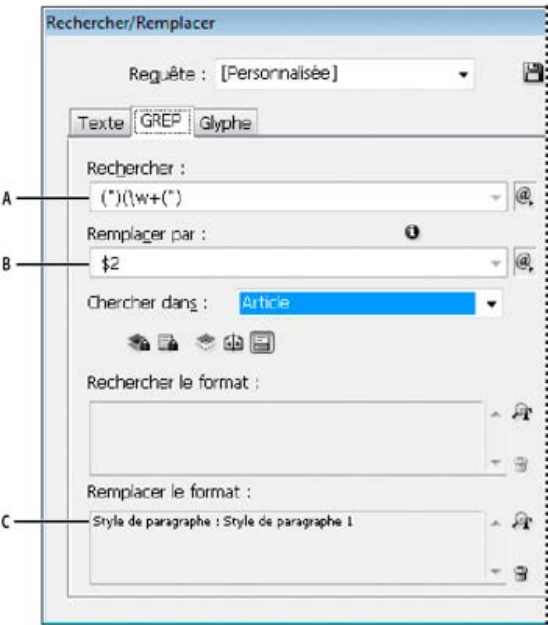 Rechercher/Remplacer
Requête : [Personnalisée]
Texte GREP Glyphe
Rechercher :
A (")(\w+(")
Remplacer par :
B $2
Chercher dans : Article
Rechercher le format :
Remplacer le format :
C Style de paragraphe : Style de paragraphe 1